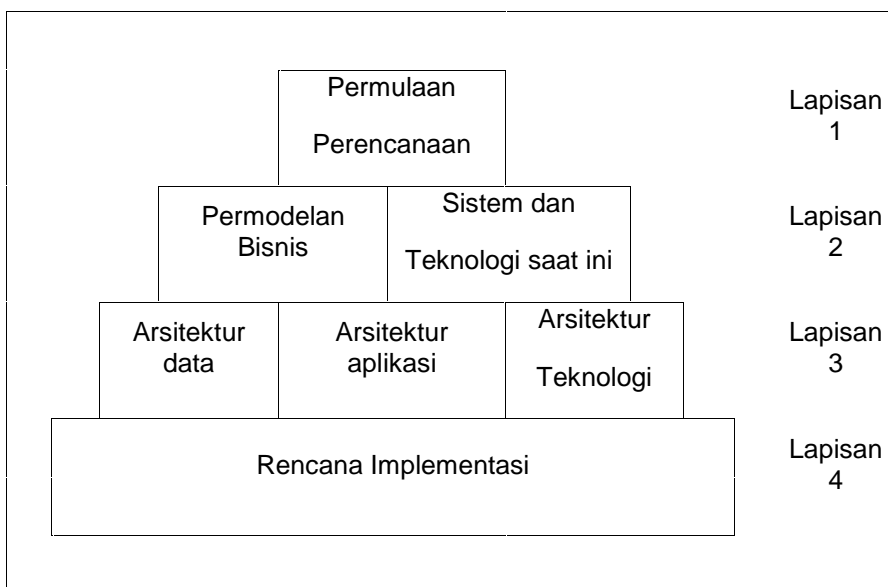 Permulaan
Perencanaan
Lapisan
1
Permodelan
Bisnis
Sistem dan
Teknologi saat ini
Lapisan
2
Arsitektur
data
Arsitektur
aplikasi
Arsitektur
Teknologi
Lapisan
3
Rencana Implementasi
Lapisan
4